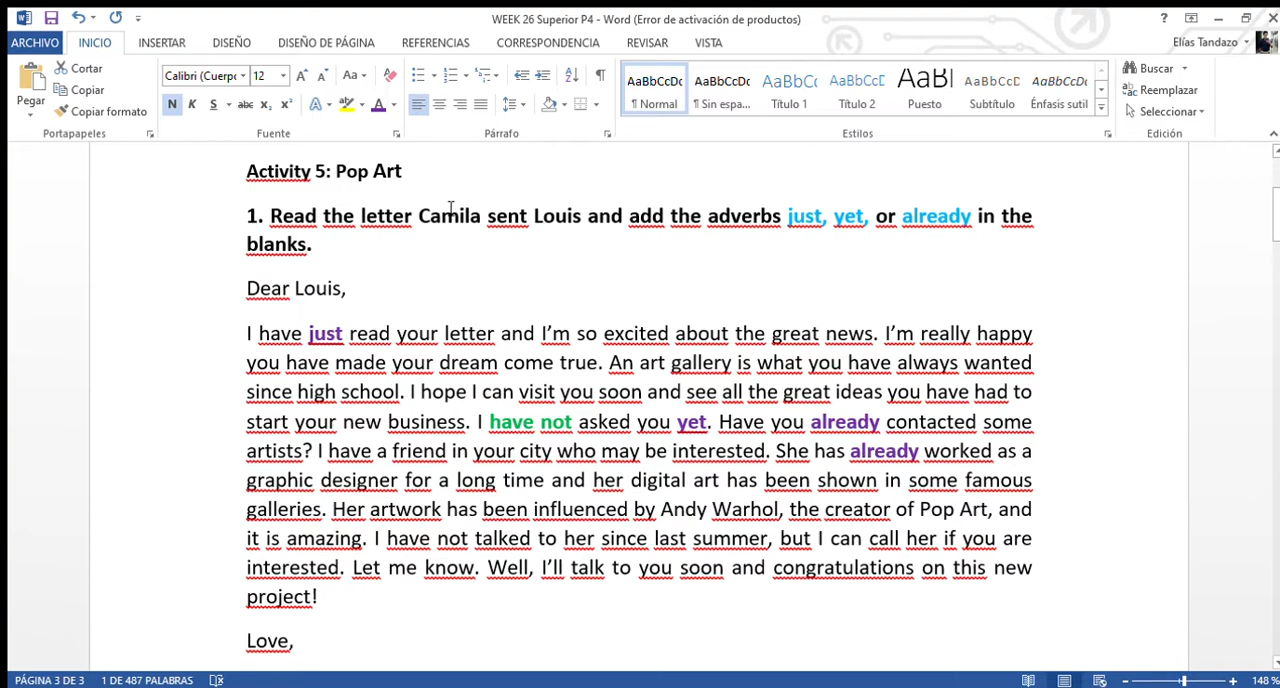 WEEK 26 Superior P4 - Word (Error de activación de productos)
ARCHIVO INICIO INSERTAR DISEÑO DISEÑO DE PÁGINA REFERENCIAS CORRESPONDENCIA REVISAR VISTA Elías Tandazo
Pegar Cortar Copiar Copiar formato
Calibri (Cuerpo 12 Aa
N K S abc x₂ x² A A
AaBbCcDc AaBbCcDc AaBbCc AaBbCcD AaBl AaBbCcD AaBbCcDc
¶ Normal ¶ Sin espa... Título 1 Título 2 Puesto Subtítulo Énfasis sutil
Buscar
Reemplazar
Seleccionar
Portapapeles Fuente Párrafo Estilos Edición
Activity 5: Pop Art
1. Read the letter Camila sent Louis and add the adverbs just, yet, or already in the
blanks.
Dear Louis,
I have just read your letter and I’m so excited about the great news. I’m really happy
you have made your dream come true. An art gallery is what you have always wanted
since high school. I hope I can visit you soon and see all the great ideas you have had to
start your new business. I have not asked you yet. Have you already contacted some
artists? I have a friend in your city who may be interested. She has already worked as a
graphic designer for a long time and her digital art has been shown in some famous
galleries. Her artwork has been influenced by Andy Warhol, the creator of Pop Art, and
it is amazing. I have not talked to her since last summer, but I can call her if you are
interested. Let me know. Well, I’ll talk to you soon and congratulations on this new
project!
Love,
PÁGINA 3 DE 3 1 DE 487 PALABRAS 148 %